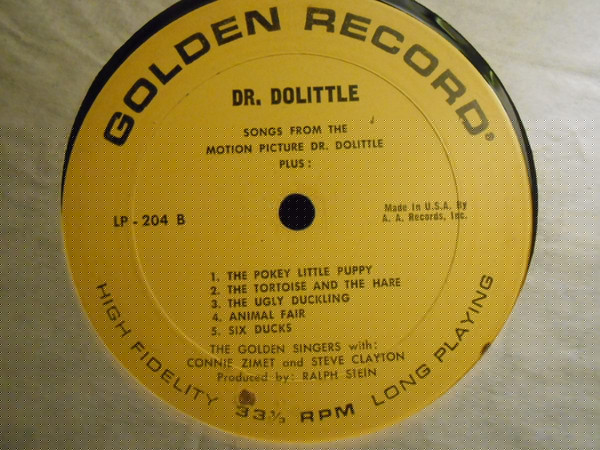 GOLDEN RECORD®
DR. DOLITTLE
SONGS FROM THE
MOTION PICTURE DR. DOLITTLE
PLUS:
LP - 204 B
Made In U.S.A. By
A. A. Records, Inc.
1. THE POKEY LITTLE PUPPY
2. THE TORTOISE AND THE HARE
3. THE UGLY DUCKLING
4. ANIMAL FAIR
5. SIX DUCKS
THE GOLDEN SINGERS with:
CONNIE ZIMET and STEVE CLAYTON
Produced by: RALPH STEIN
HIGH FIDELITY 33⅓ RPM LONG PLAYING